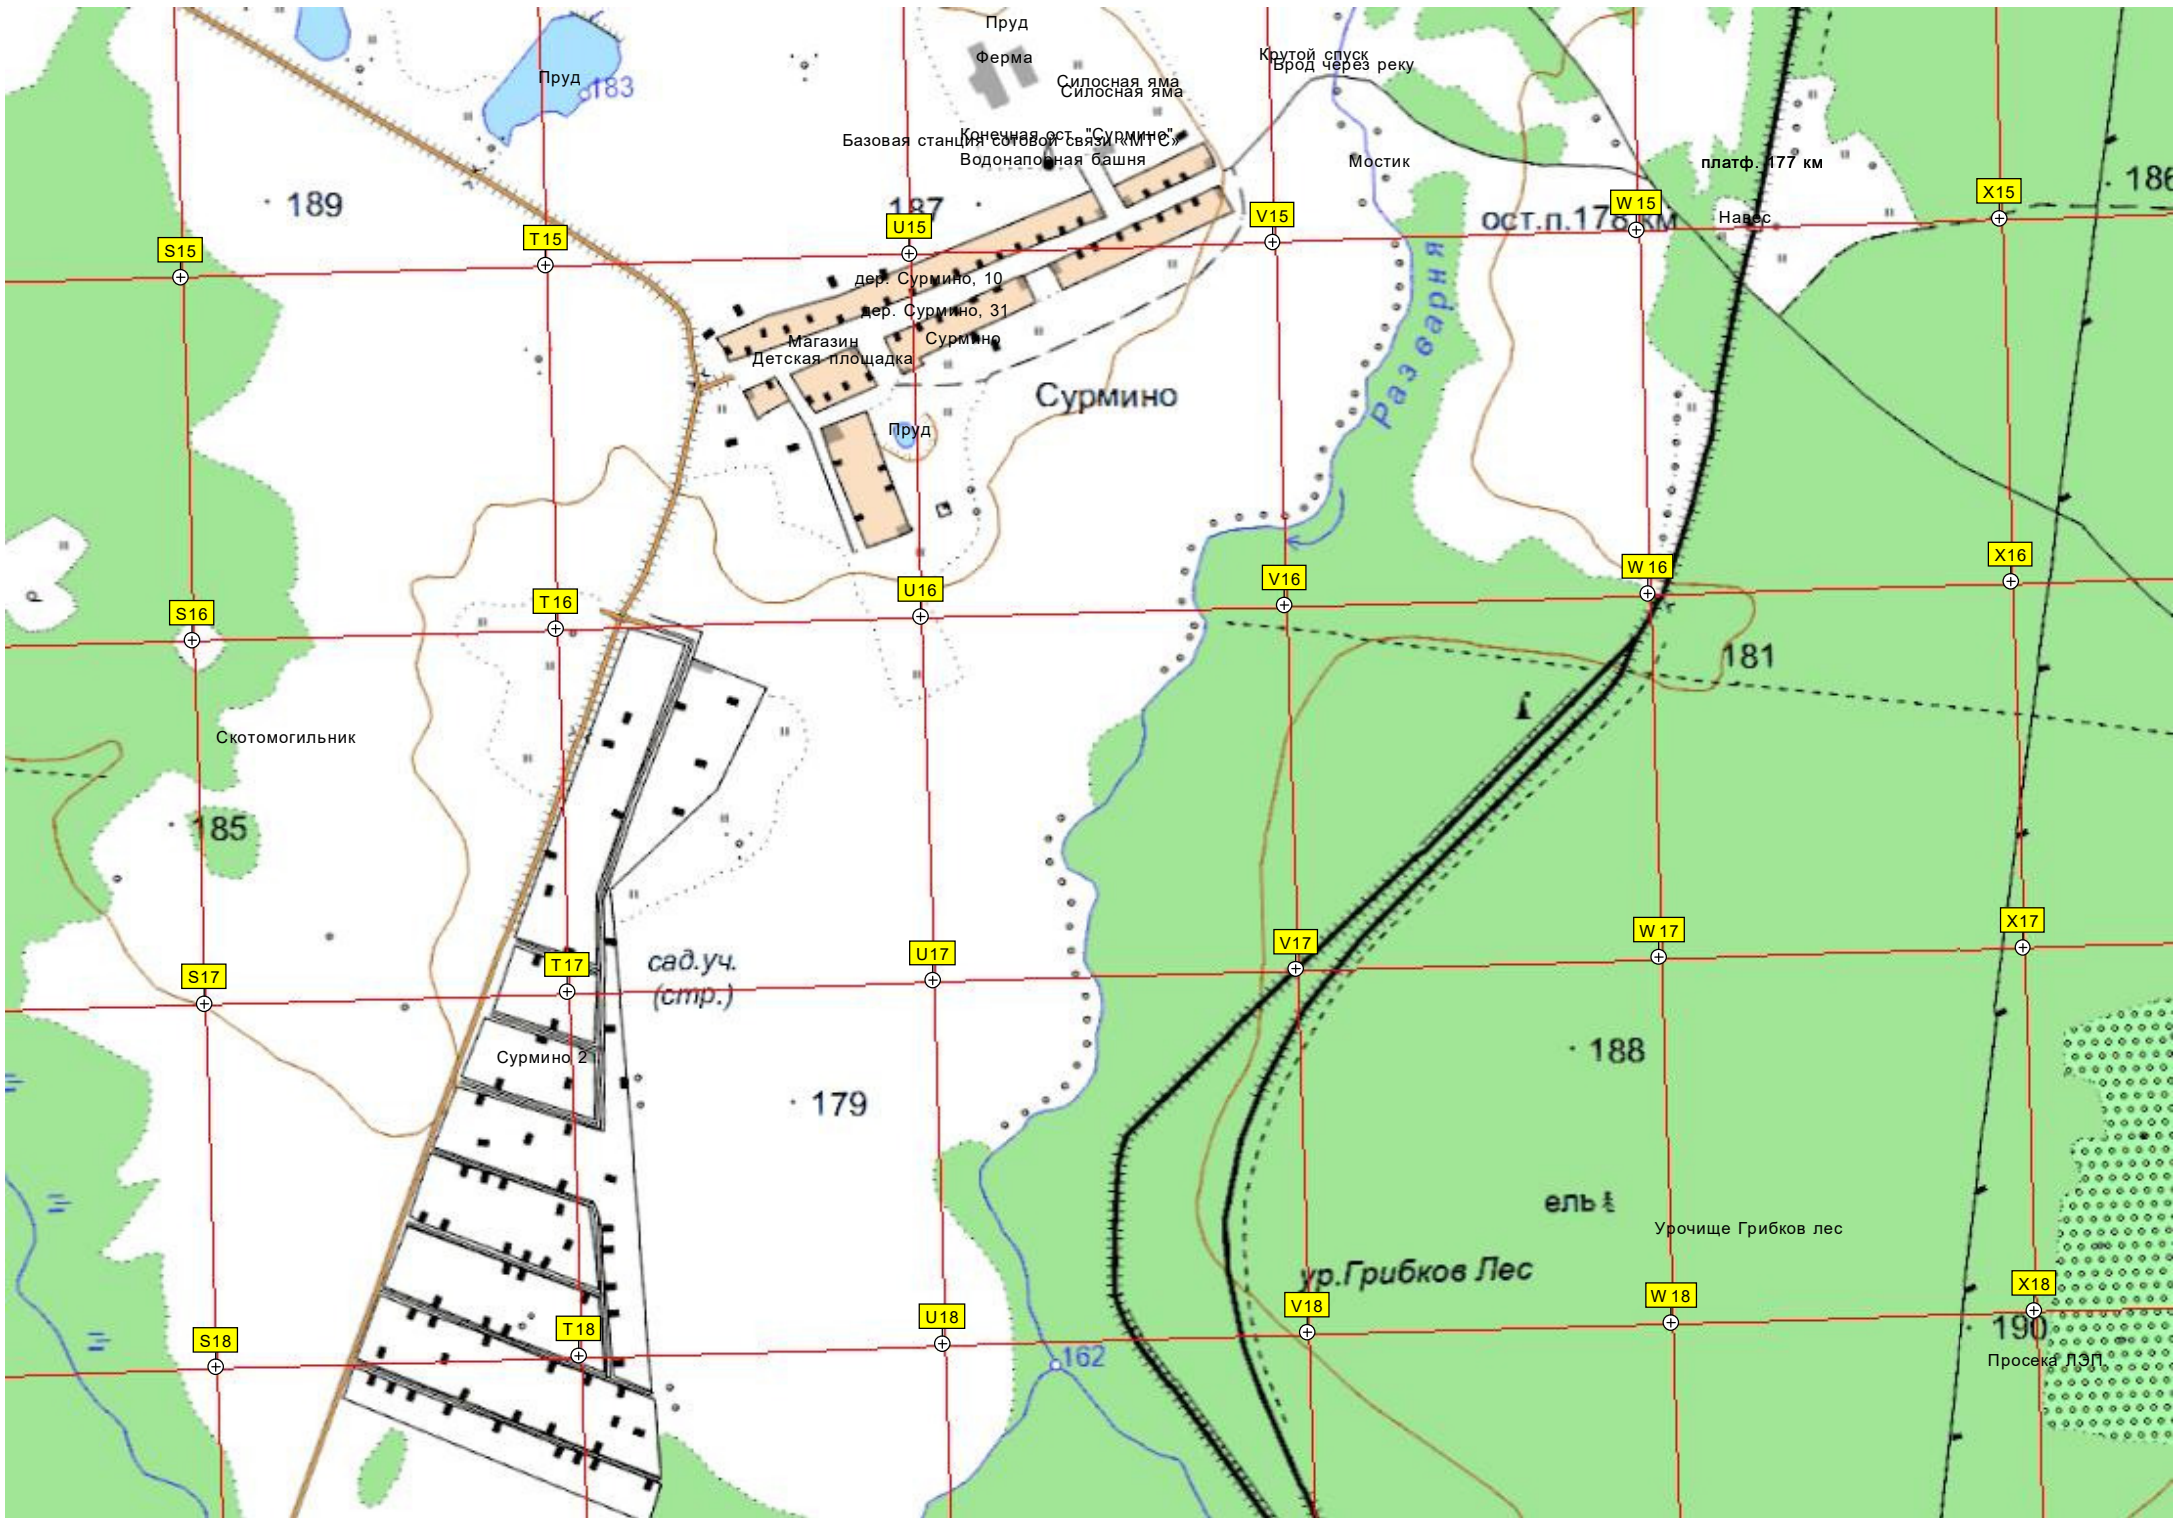 Пруд
Ферма
Крутой спуск
Брод через реку
Пруд
183
Силосная яма
Силосная яма
Конечная ост. "Сурмино"
Базовая станция сотовой связи «МТС»
Водонапорная башня
Мостик
платф. 177 км
186
189
187
ост.п.178 км
Навес
S15
T15
U15
V15
W15
X15
дер. Сурмино, 10
дер. Сурмино, 31
Магазин
Сурмино
Детская площадка
Сурмино
Разварня
Пруд
S16
T16
U16
V16
W16
X16
р
181
Скотомогильник
185
S17
T17
U17
V17
W17
X17
сад.уч.
(стр.)
Сурмино 2
188
179
ель
Урочище Грибков лес
ур.Грибков Лес
S18
T18
U18
V18
W18
X18
190
162
Просека ЛЭП.